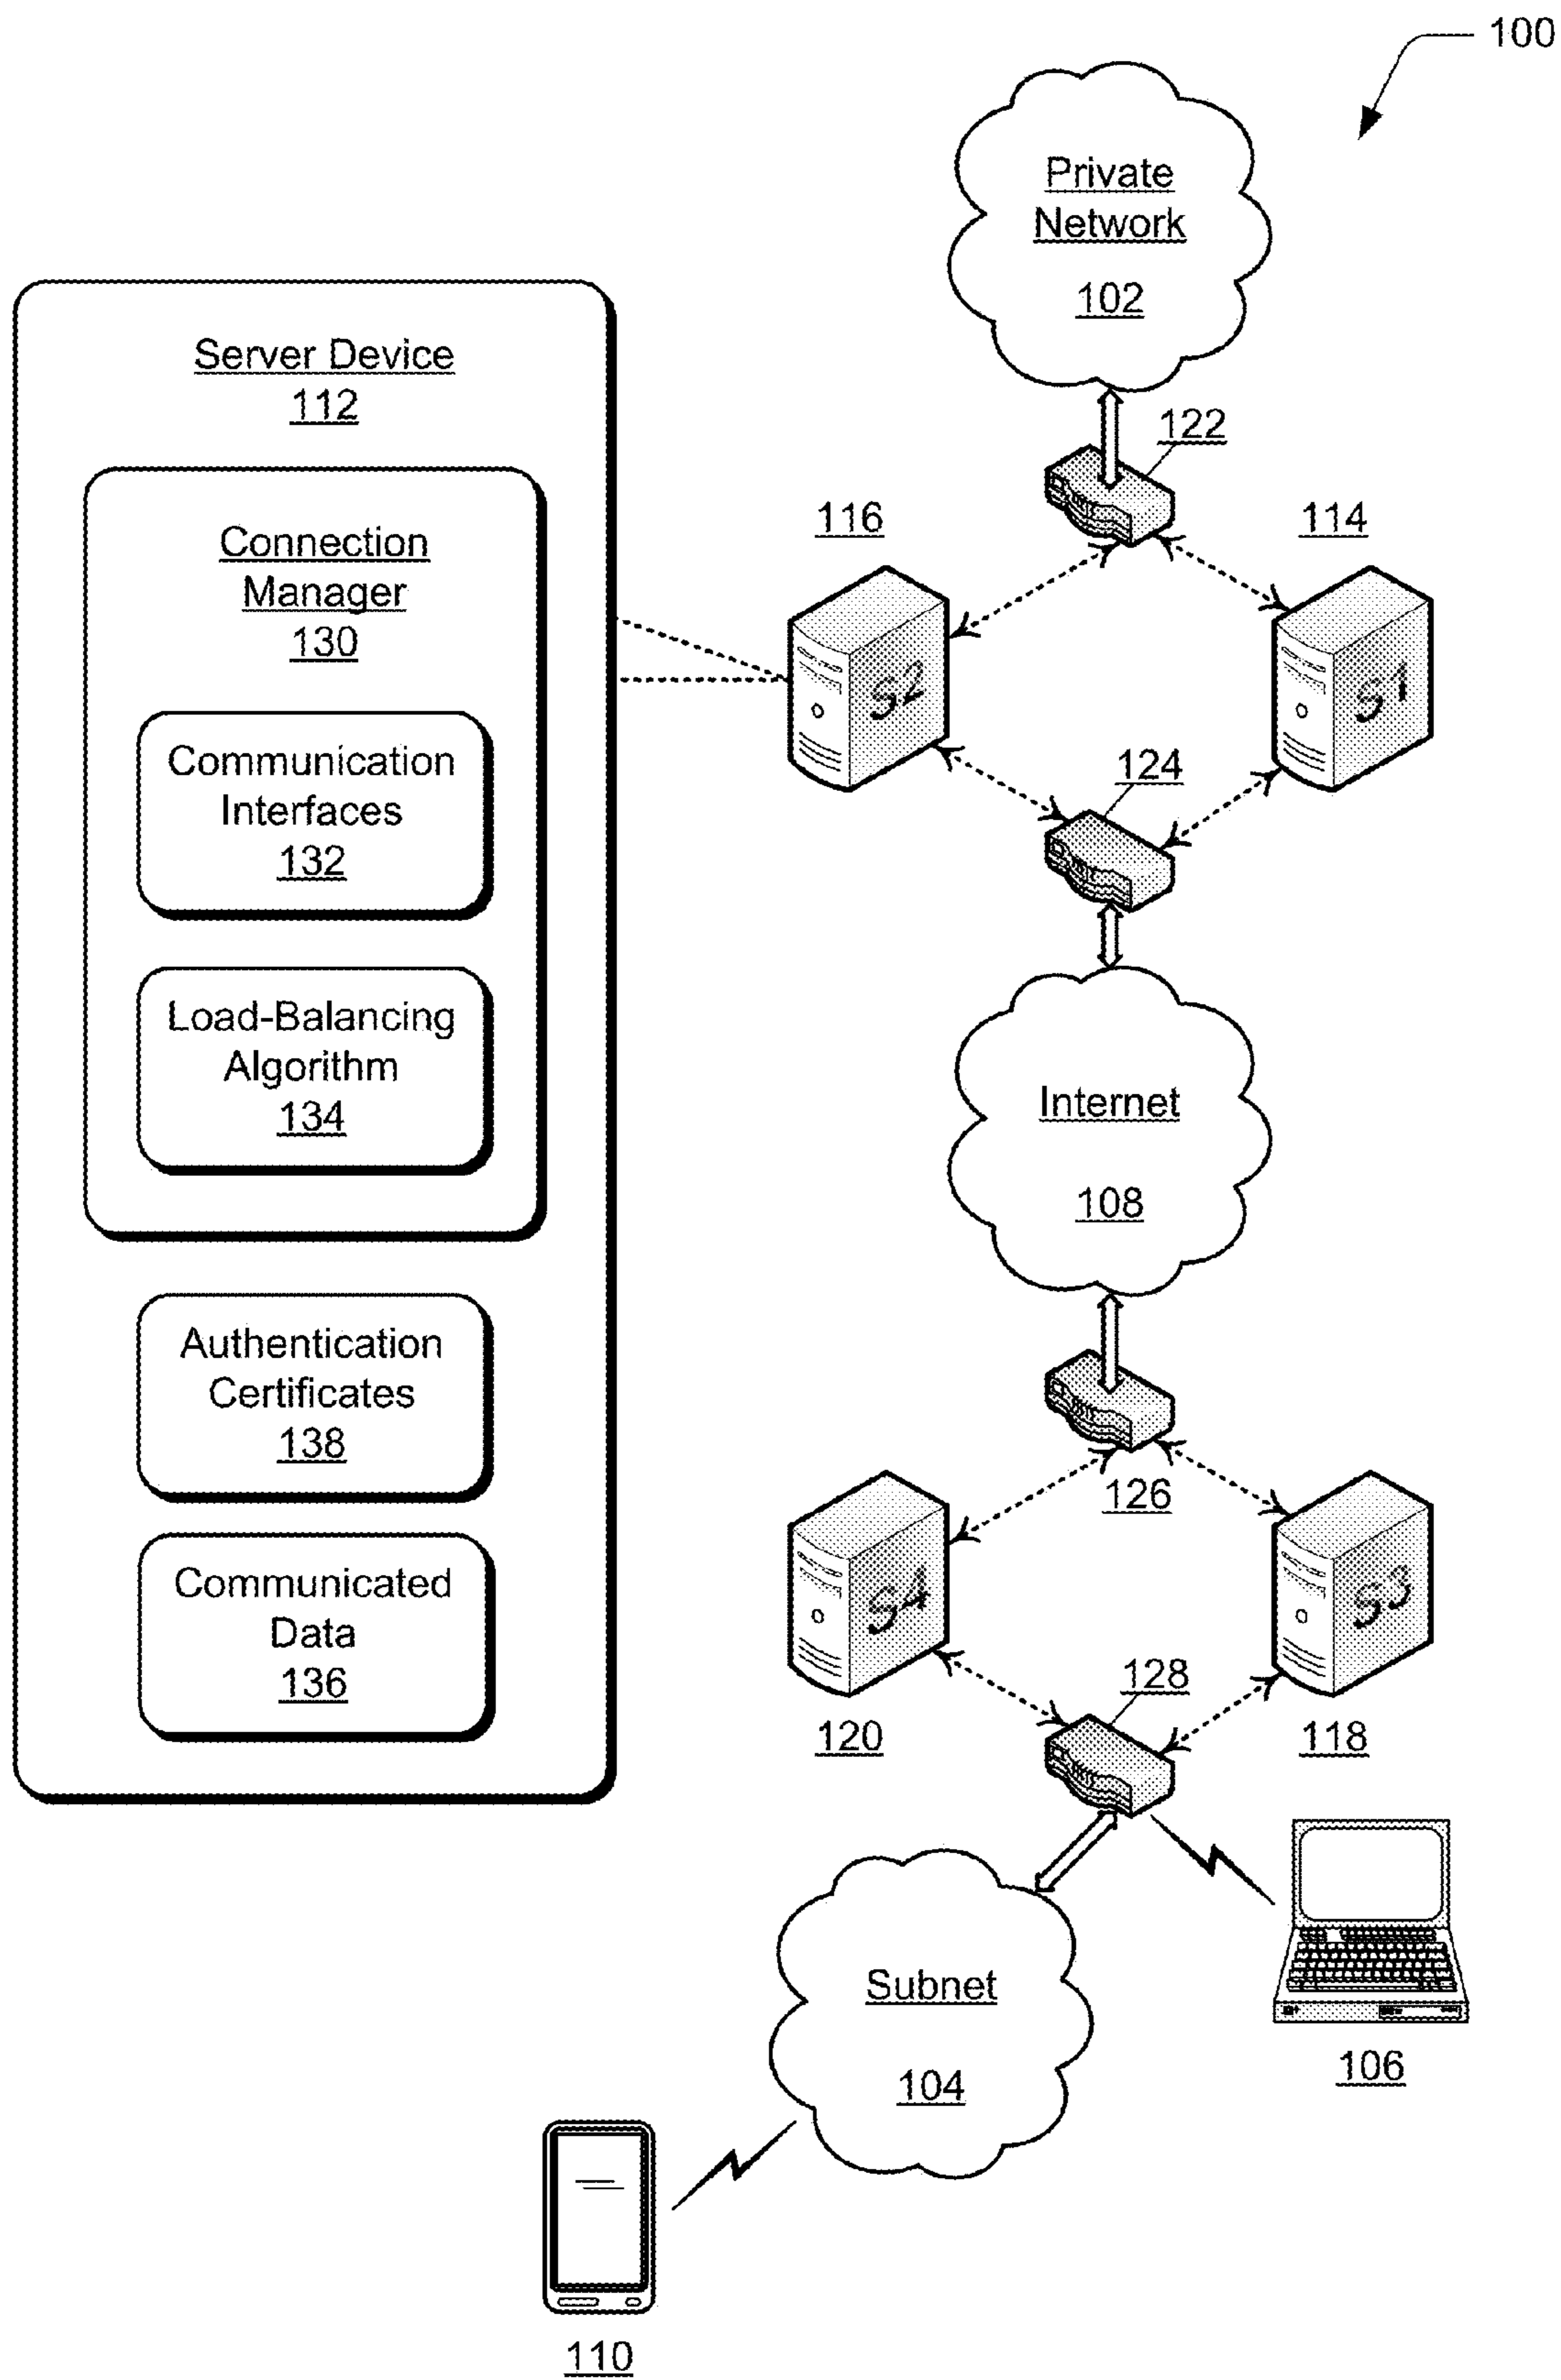 100
Private
Network
102
Server Device
112
122
116
114
Connection
Manager
130
S2
S1
Communication
Interfaces
132
124
Load-Balancing
Algorithm
134
Internet
108
Authentication
Certificates
138
126
Communicated
Data
136
S4
S3
128
120
118
Subnet
104
106
110